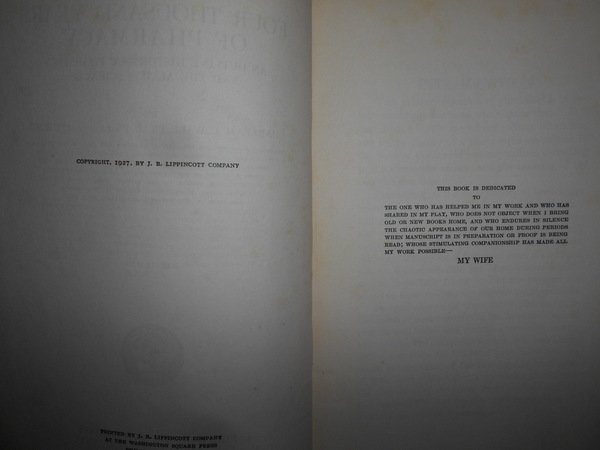 COPYRIGHT, 1927, BY J. B. LIPPINCOTT COMPANY
PRINTED BY J. B. LIPPINCOTT COMPANY
AT THE WASHINGTON SQUARE PRESS
THIS BOOK IS DEDICATED
TO
THE ONE WHO HAS HELPED ME IN MY WORK AND WHO HAS
SHARED IN MY PLAY, WHO DOES NOT OBJECT WHEN I BRING
OLD OR NEW BOOKS HOME, AND WHO ENDURES IN SILENCE
THE CHAOTIC APPEARANCE OF OUR HOME DURING PERIODS
WHEN MANUSCRIPT IS IN PREPARATION OR PROOF IS BEING
READ; WHOSE STIMULATING COMPANIONSHIP HAS MADE ALL
MY WORK POSSIBLE—
MY WIFE